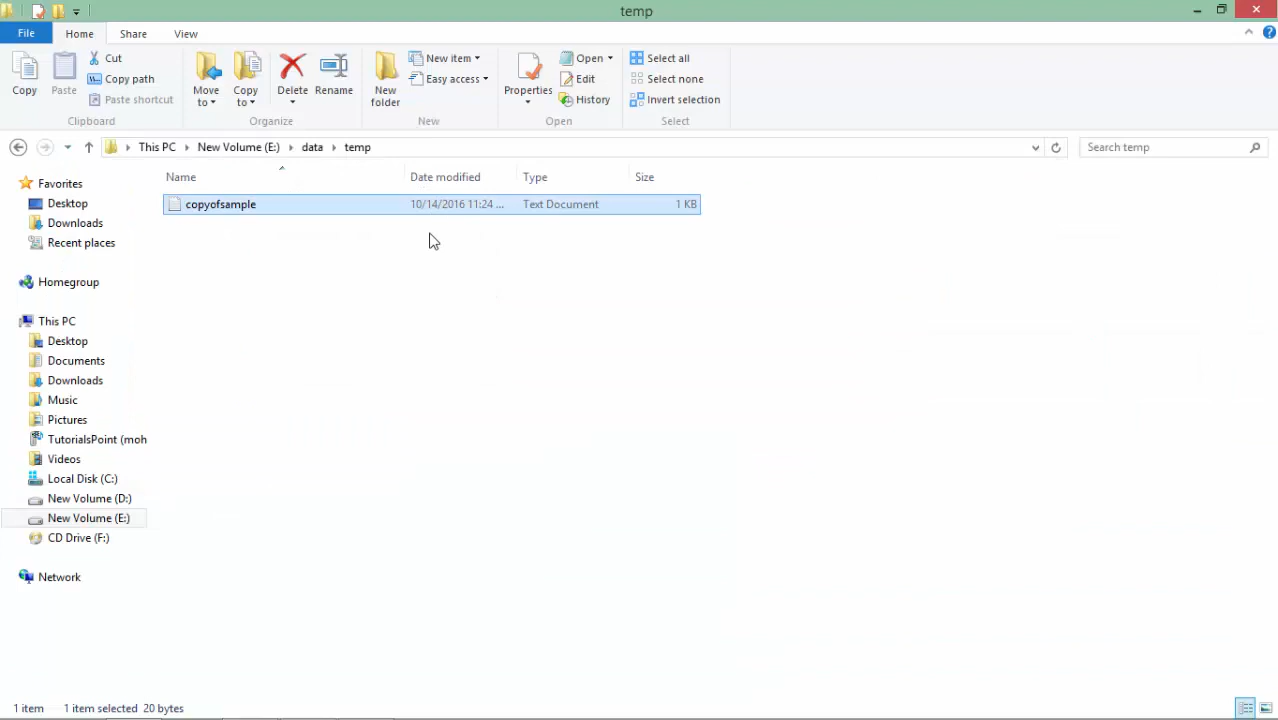 temp
File Home Share View
Copy
Paste
Cut
Copy path
Paste shortcut
Clipboard
Move to
Copy to
Delete
Rename
Organize
New folder
New item
Easy access
New
Properties
Open
Edit
History
Open
Select all
Select none
Invert selection
Select
This PC New Volume (E:) data temp
Search temp
Name Date modified Type Size
copyofsample 10/14/2016 11:24 ... Text Document 1 KB
Favorites
Desktop
Downloads
Recent places
Homegroup
This PC
Desktop
Documents
Downloads
Music
Pictures
TutorialsPoint (moh
Videos
Local Disk (C:)
New Volume (D:)
New Volume (E:)
CD Drive (F:)
Network
1 item 1 item selected 20 bytes